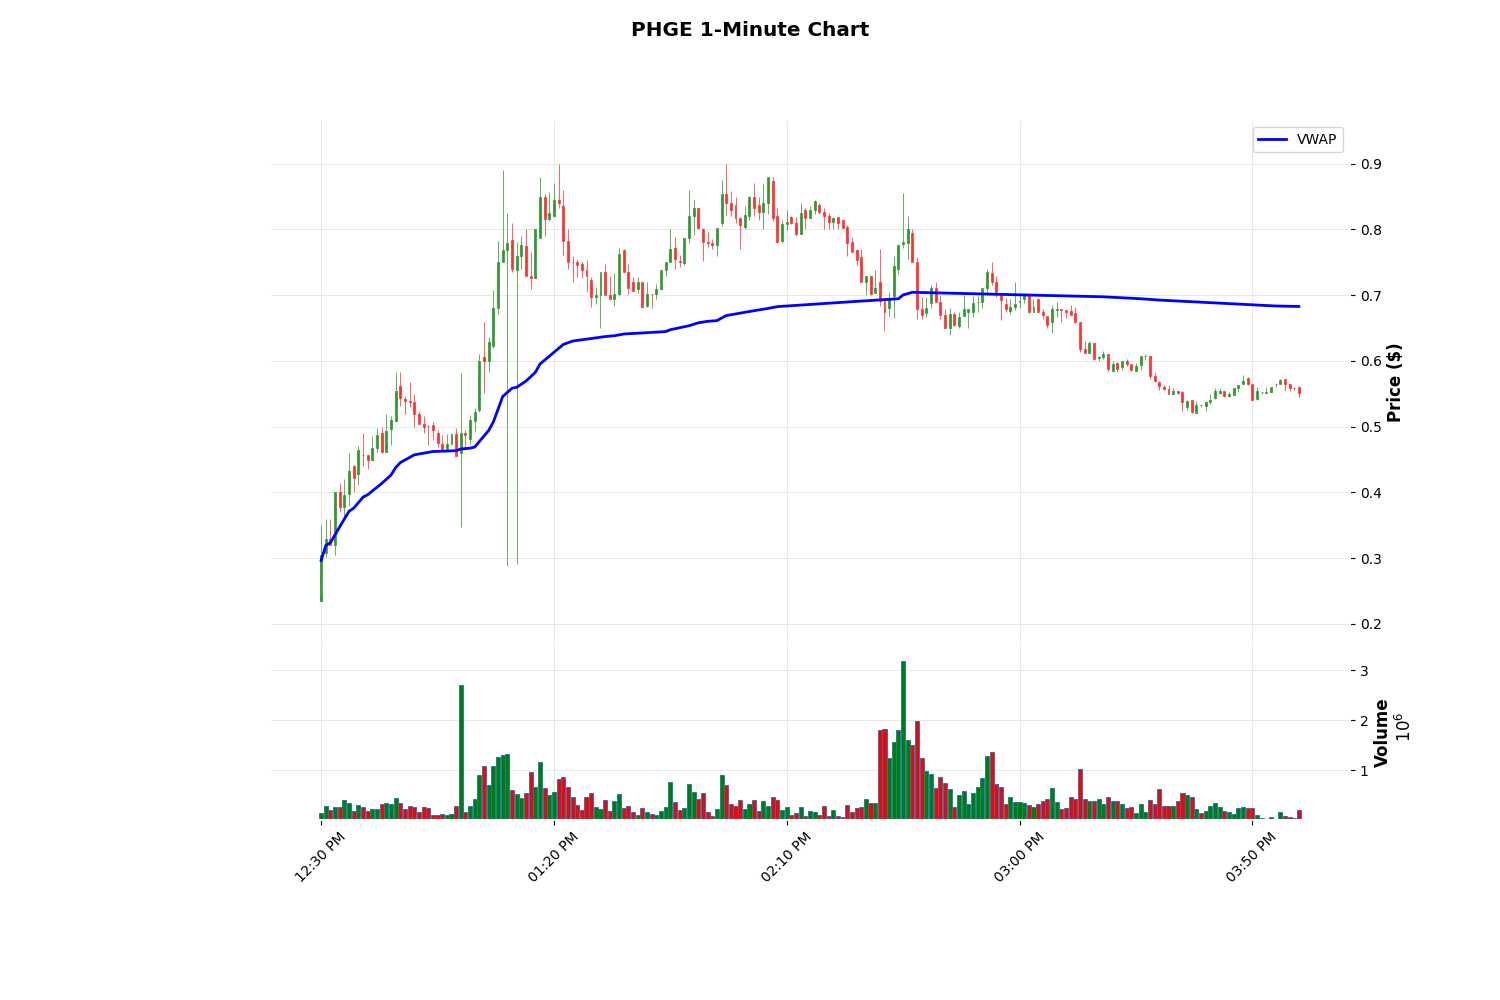 PHGE 1-Minute Chart
VWAP
0.9
0.8
0.7
0.6
0.5
0.4
0.3
0.2
Price ($)
3
2
1
Volume
10^6
12:30 PM
01:20 PM
02:10 PM
03:00 PM
03:50 PM